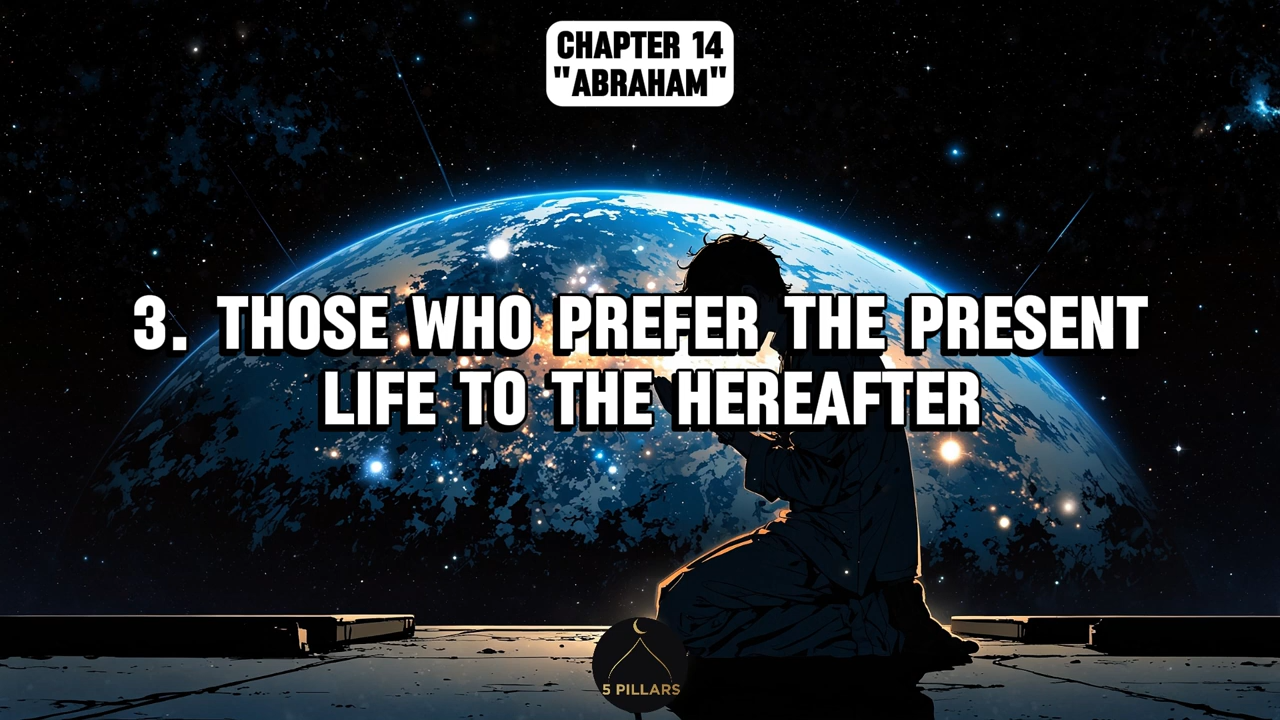 CHAPTER 14
"ABRAHAM"
3. THOSE WHO PREFER THE PRESENT
LIFE TO THE HEREAFTER
5 PILLARS